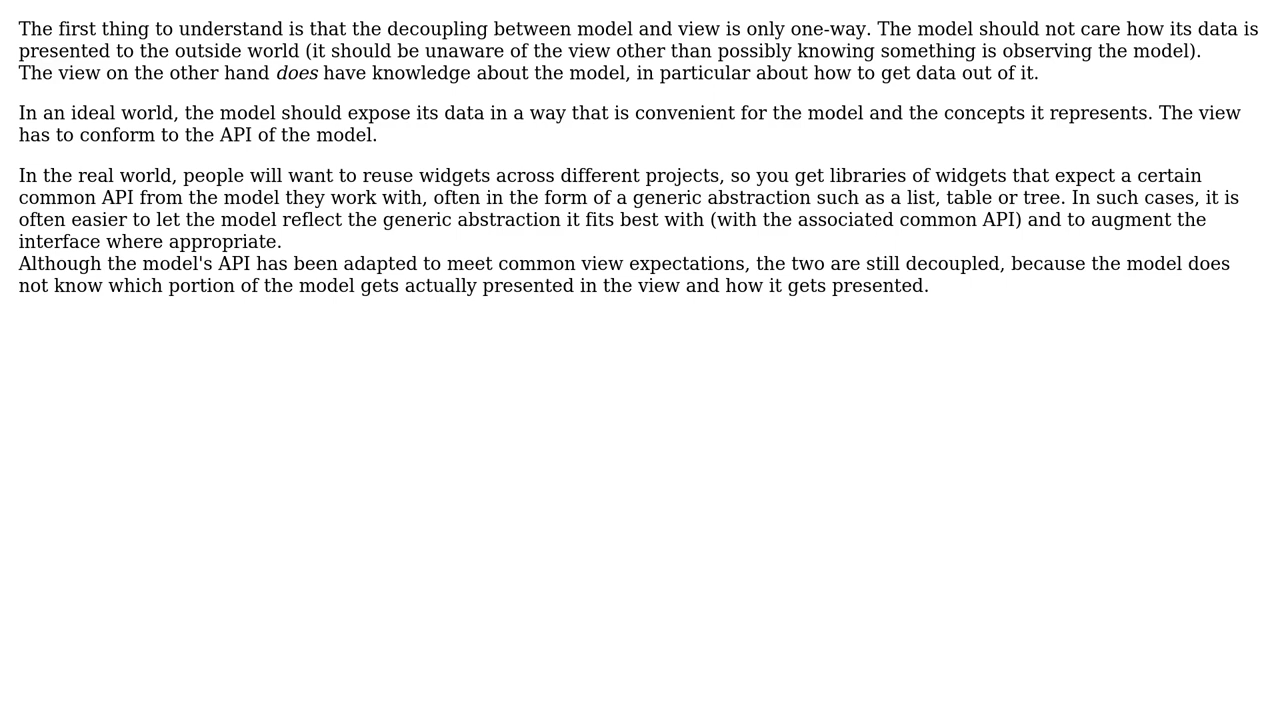 The first thing to understand is that the decoupling between model and view is only one-way. The model should not care how its data is
presented to the outside world (it should be unaware of the view other than possibly knowing something is observing the model).
The view on the other hand does have knowledge about the model, in particular about how to get data out of it.
In an ideal world, the model should expose its data in a way that is convenient for the model and the concepts it represents. The view
has to conform to the API of the model.
In the real world, people will want to reuse widgets across different projects, so you get libraries of widgets that expect a certain
common API from the model they work with, often in the form of a generic abstraction such as a list, table or tree. In such cases, it is
often easier to let the model reflect the generic abstraction it fits best with (with the associated common API) and to augment the
interface where appropriate.
Although the model's API has been adapted to meet common view expectations, the two are still decoupled, because the model does
not know which portion of the model gets actually presented in the view and how it gets presented.